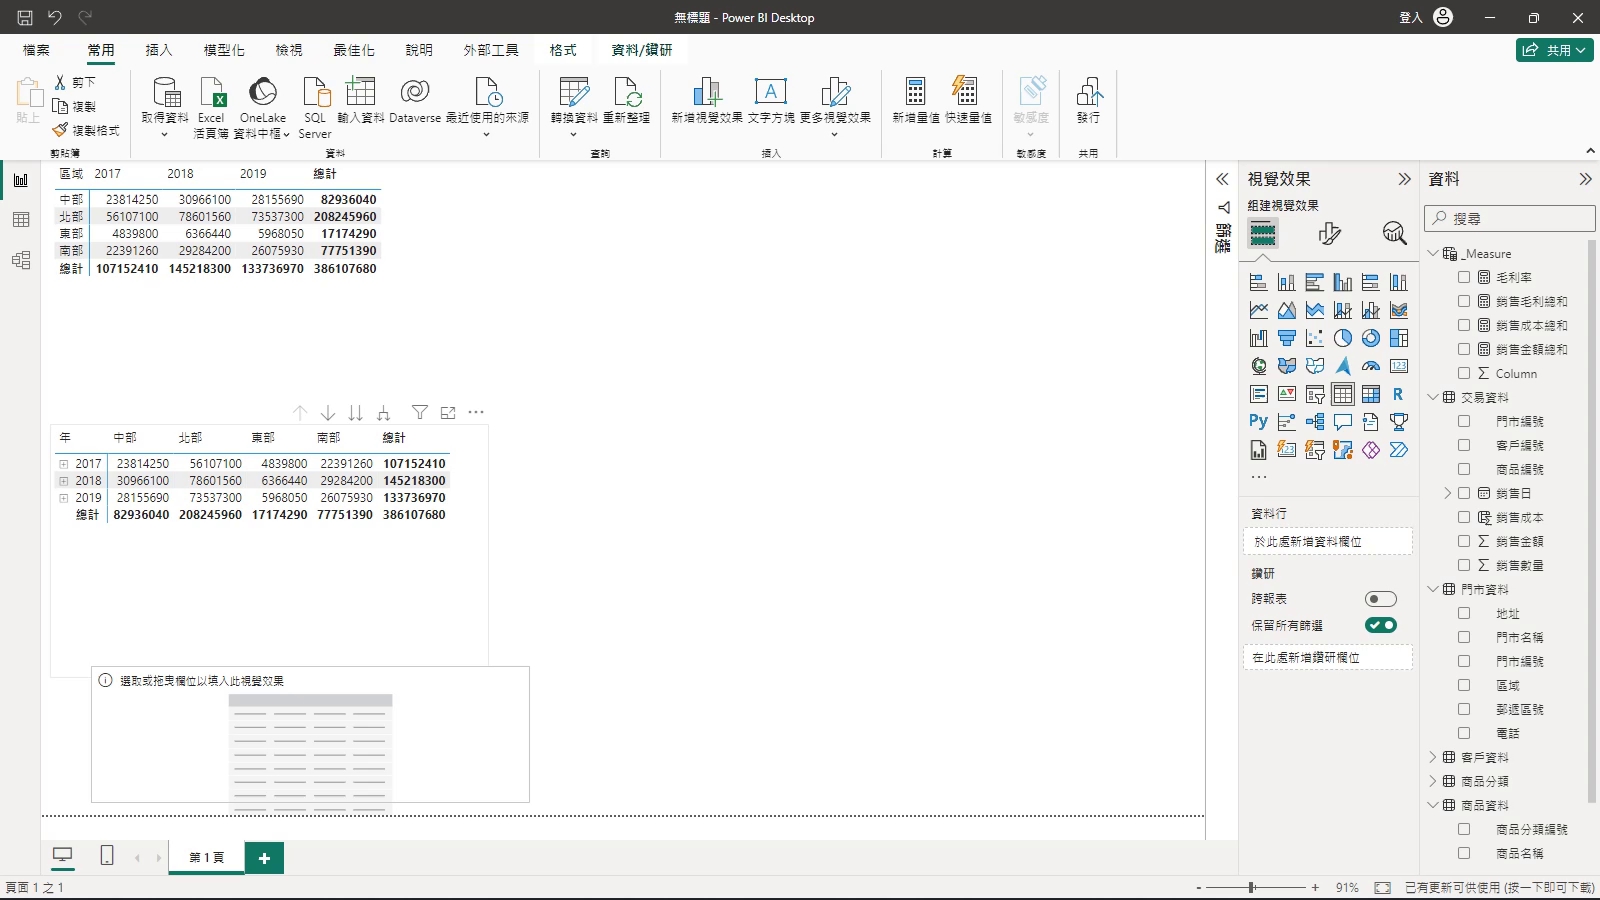 無標題 - Power BI Desktop
登入
檔案 常用 插入 模型化 檢視 最佳化 說明 外部工具 格式 資料/鑽研
共用
貼上
剪下
複製
複製格式
剪貼簿
取得資料
Excel
活頁簿
OneLake
資料中樞
SQL
Server
輸入資料
Dataverse
最近使用的來源
資料
轉換資料
重新整理
查詢
新增視覺效果
文字方塊
更多視覺效果
插入
新增量值
快速量值
計算
敏感度
敏感度
發行
共用
區域 2017 2018 2019 總計
中部 23814250 30966100 28155690 82936040
北部 56107100 78601560 73537300 208245960
東部 4839800 6366440 5968050 17174290
南部 22391260 29284200 26075930 77751390
總計 107152410 145218300 133736970 386107680
年 中部 北部 東部 南部 總計
2017 23814250 56107100 4839800 22391260 107152410
2018 30966100 78601560 6366440 29284200 145218300
2019 28155690 73537300 5968050 26075930 133736970
總計 82936040 208245960 17174290 77751390 386107680
選取或拖曳欄位以填入此視覺效果
篩選
視覺效果
組建視覺效果
123
R
Py
123
資料行
於此處新增資料欄位
鑽研
跨報表
保留所有篩選
在此處新增鑽研欄位
資料
搜尋
_Measure
毛利率
銷售毛利總和
銷售成本總和
銷售金額總和
Column
交易資料
門市編號
客戶編號
商品編號
銷售日
銷售成本
銷售金額
銷售數量
門市資料
地址
門市名稱
門市編號
區域
郵遞區號
電話
客戶資料
商品分類
商品資料
商品分類編號
商品名稱
第 1 頁
頁面 1 之 1
- + 91%
已有更新可供使用 (按一下即可下載)